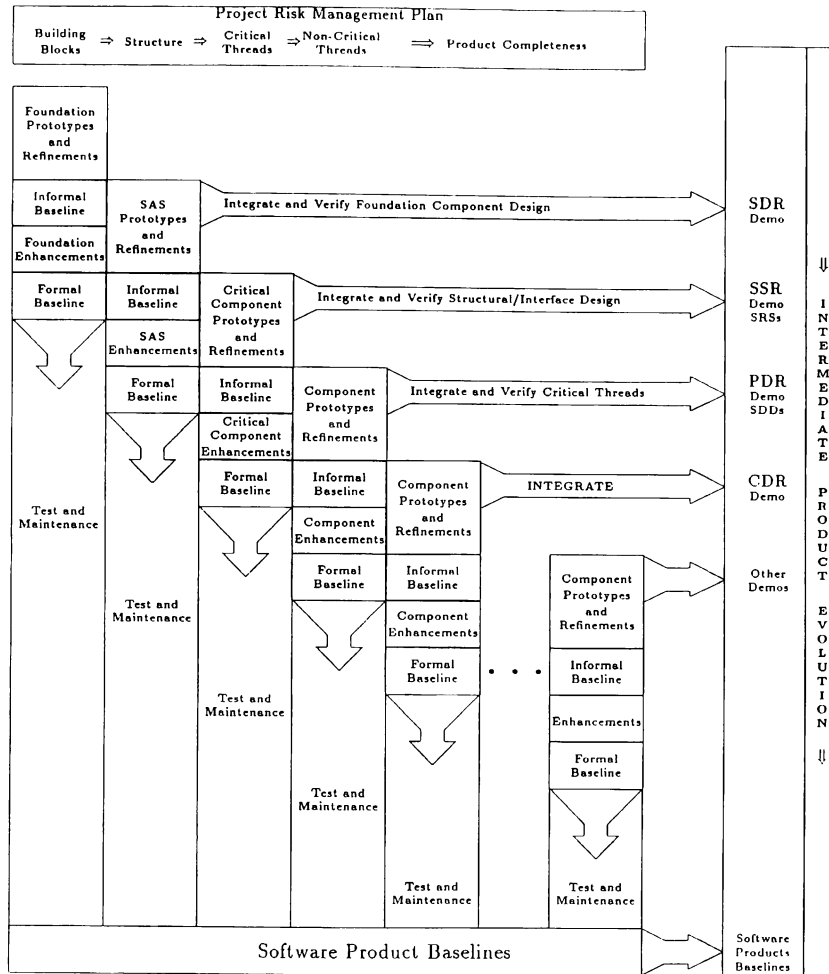 Project Risk Management Plan
Building Blocks ⇒ Structure ⇒ Critical Threads ⇒ Non-Critical Threads ⇒ Product Completeness
Foundation
Prototypes
and
Refinements
Informal
Baseline
Foundation
Enhancements
Formal
Baseline
Test and
Maintenance
SAS
Prototypes
and
Refinements
Informal
Baseline
SAS
Enhancements
Formal
Baseline
Test and
Maintenance
Critical
Component
Prototypes
and
Refinements
Informal
Baseline
Critical
Component
Enhancements
Formal
Baseline
Test and
Maintenance
Component
Prototypes
and
Refinements
Informal
Baseline
Component
Enhancements
Formal
Baseline
Test and
Maintenance
Component
Prototypes
and
Refinements
Informal
Baseline
Component
Enhancements
Formal
Baseline
Test and
Maintenance
. . .
Component
Prototypes
and
Refinements
Informal
Baseline
Enhancements
Formal
Baseline
Test and
Maintenance
Integrate and Verify Foundation Component Design
SDR
Demo
Integrate and Verify Structural/Interface Design
SSR
Demo
SRSs
Integrate and Verify Critical Threads
PDR
Demo
SDDs
INTEGRATE
CDR
Demo
Other
Demos
Software Product Baselines
Software
Products
Baselines
⇓ INTERMEDIATE PRODUCT EVOLUTION ⇓